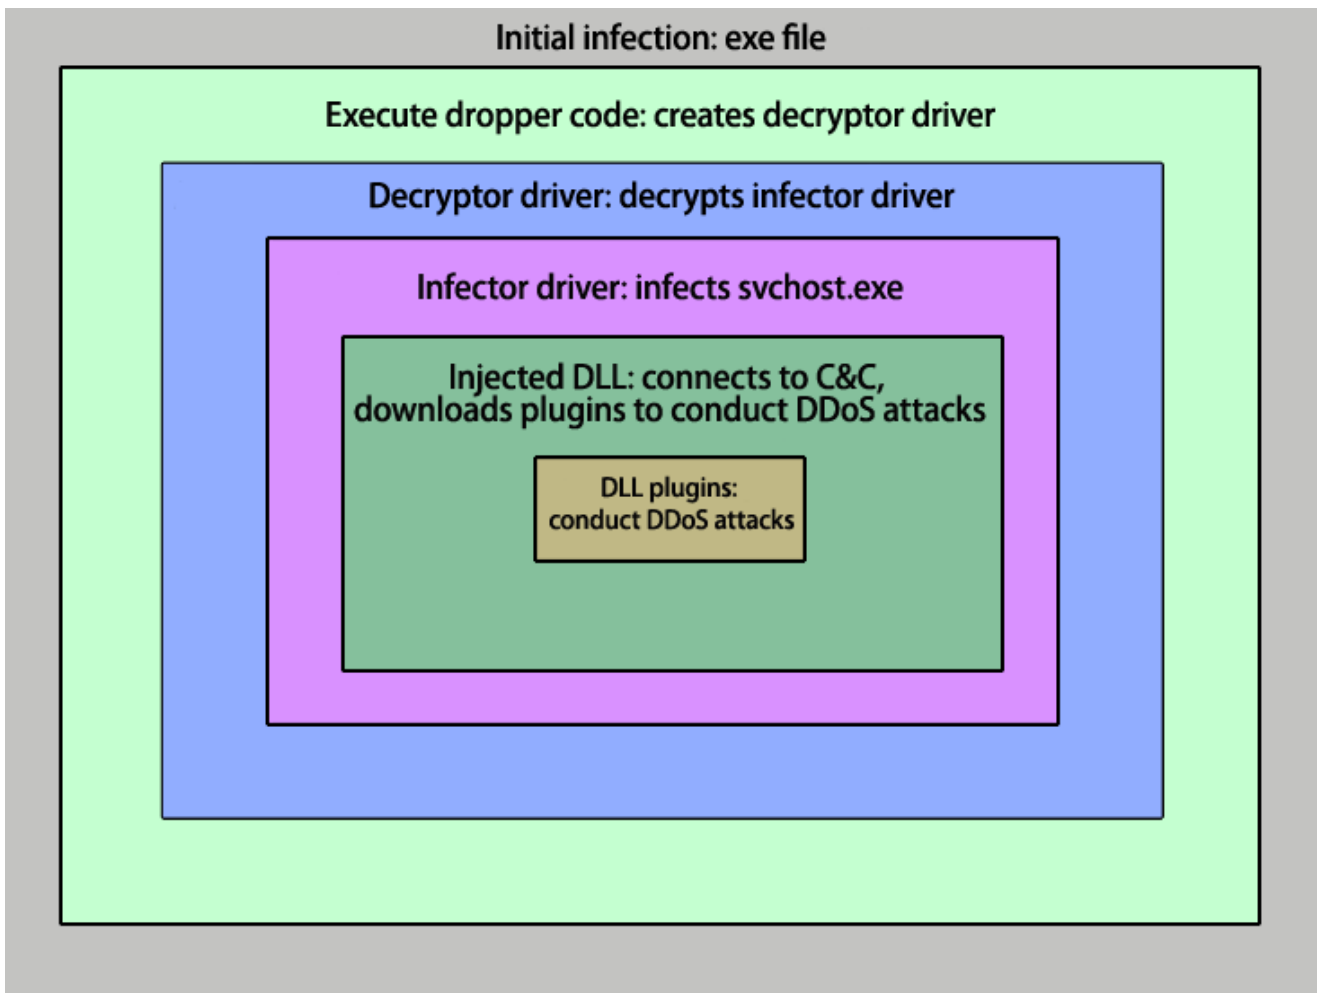 Initial infection: exe file
Execute dropper code: creates decryptor driver
Decryptor driver: decrypts infector driver
Infector driver: infects svchost.exe
Injected DLL: connects to C&C,
downloads plugins to conduct DDoS attacks
DLL plugins:
conduct DDoS attacks